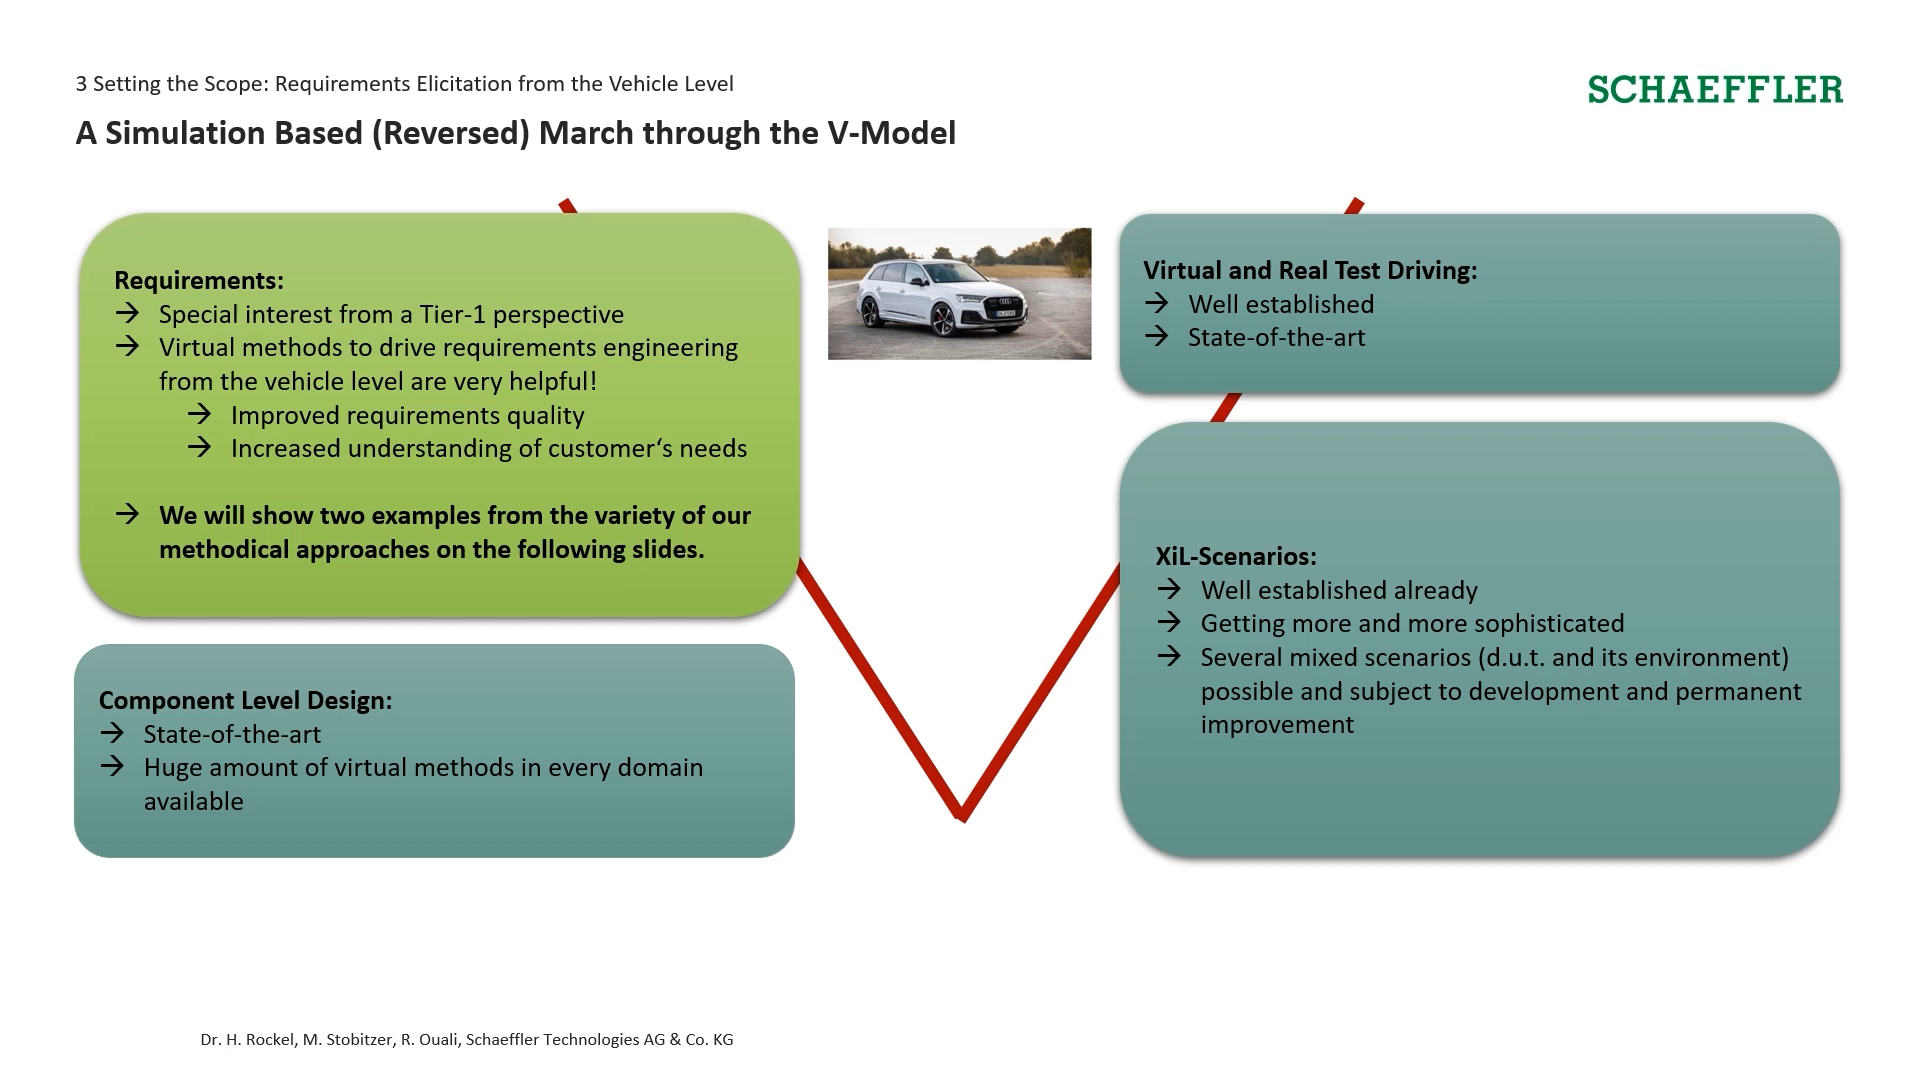 3 Setting the Scope: Requirements Elicitation from the Vehicle Level
SCHAEFFLER
A Simulation Based (Reversed) March through the V-Model
Requirements:
→ Special interest from a Tier-1 perspective
→ Virtual methods to drive requirements engineering
from the vehicle level are very helpful!
→ Improved requirements quality
→ Increased understanding of customer‘s needs
→ We will show two examples from the variety of our
methodical approaches on the following slides.
Component Level Design:
→ State-of-the-art
→ Huge amount of virtual methods in every domain
available
Virtual and Real Test Driving:
→ Well established
→ State-of-the-art
XiL-Scenarios:
→ Well established already
→ Getting more and more sophisticated
→ Several mixed scenarios (d.u.t. and its environment)
possible and subject to development and permanent
improvement
Dr. H. Rockel, M. Stobitzer, R. Ouali, Schaeffler Technologies AG & Co. KG